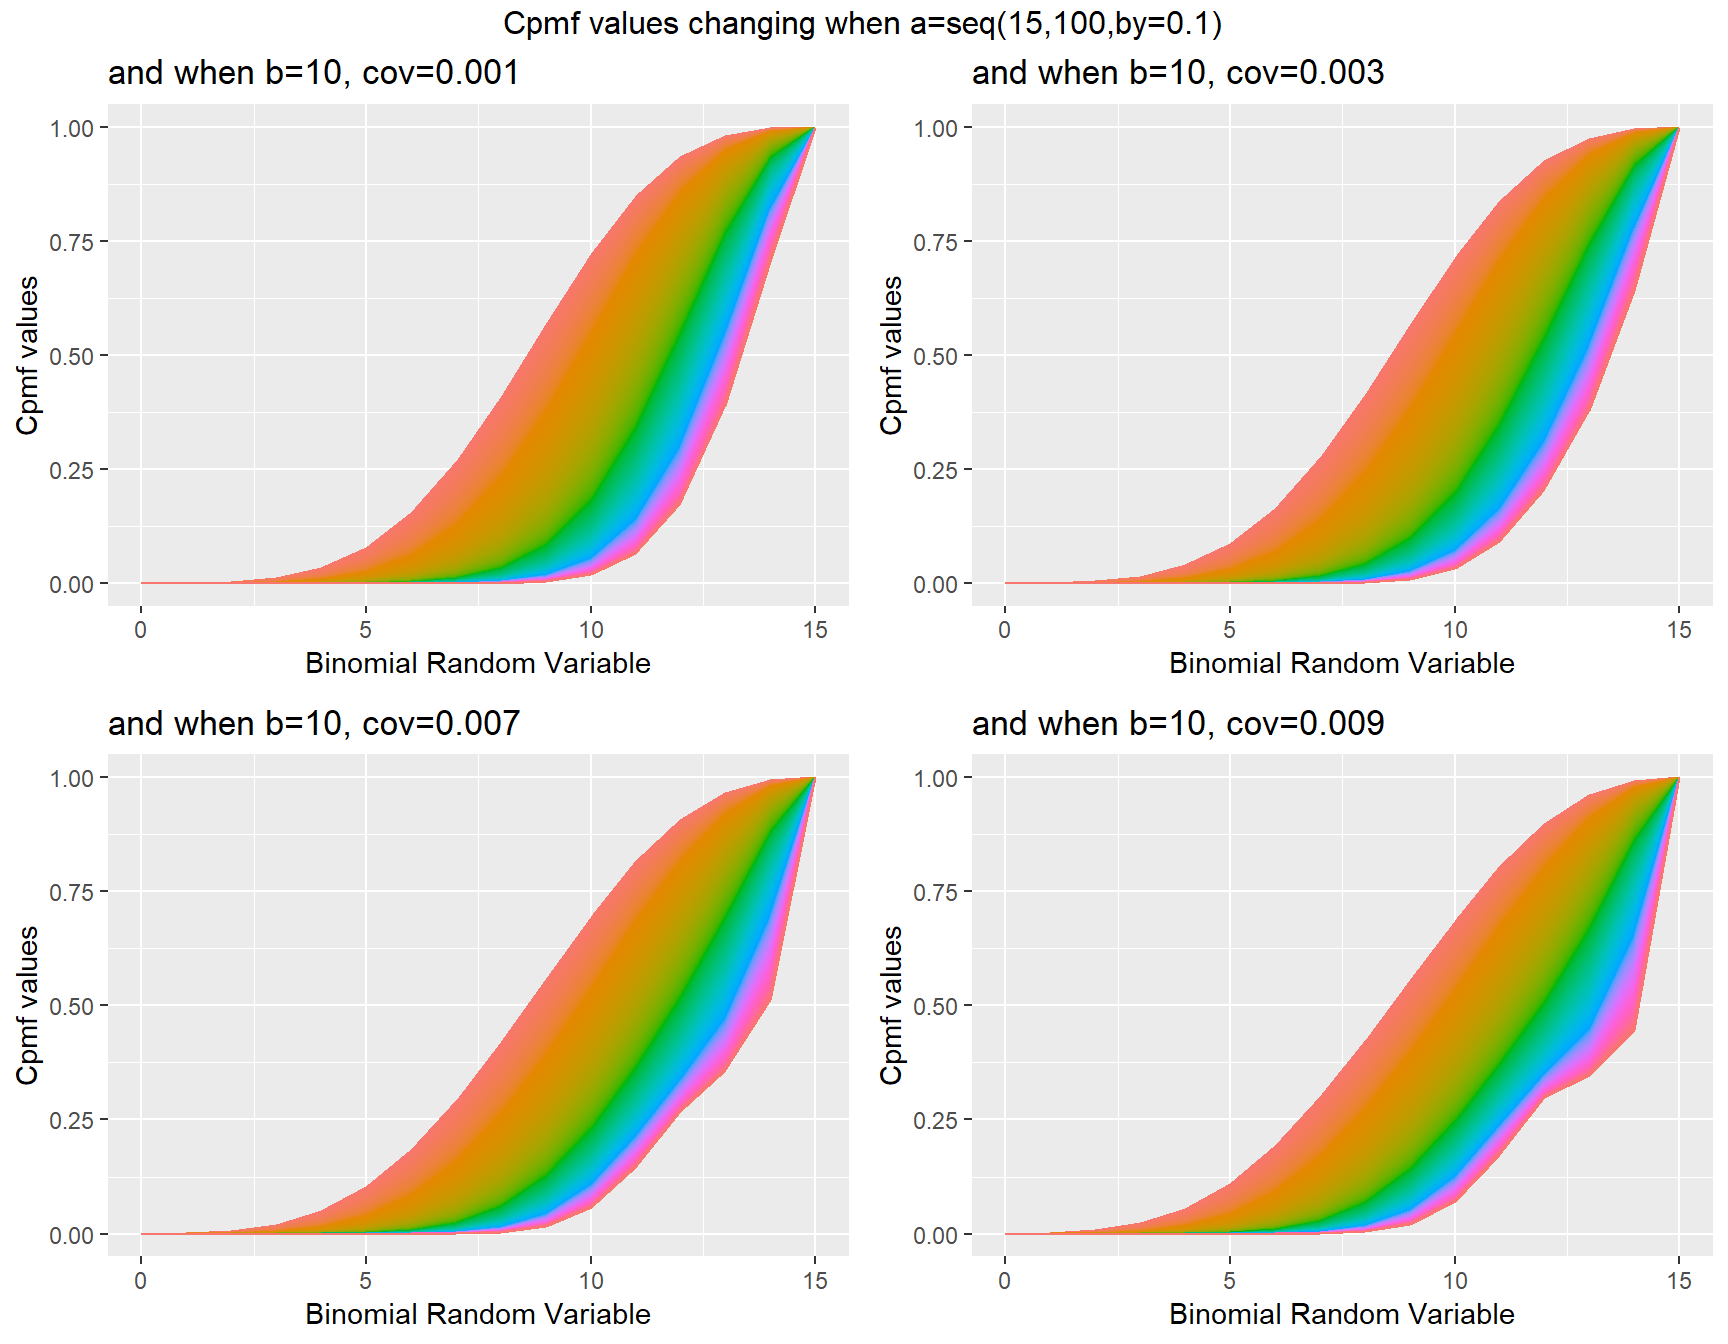 Cpmf values changing when a=seq(15,100,by=0.1)
and when b=10, cov=0.001
1.00
0.75
0.50
0.25
0.00
Cpmf values
0 5 10 15
Binomial Random Variable
and when b=10, cov=0.003
1.00
0.75
0.50
0.25
0.00
Cpmf values
0 5 10 15
Binomial Random Variable
and when b=10, cov=0.007
1.00
0.75
0.50
0.25
0.00
Cpmf values
0 5 10 15
Binomial Random Variable
and when b=10, cov=0.009
1.00
0.75
0.50
0.25
0.00
Cpmf values
0 5 10 15
Binomial Random Variable